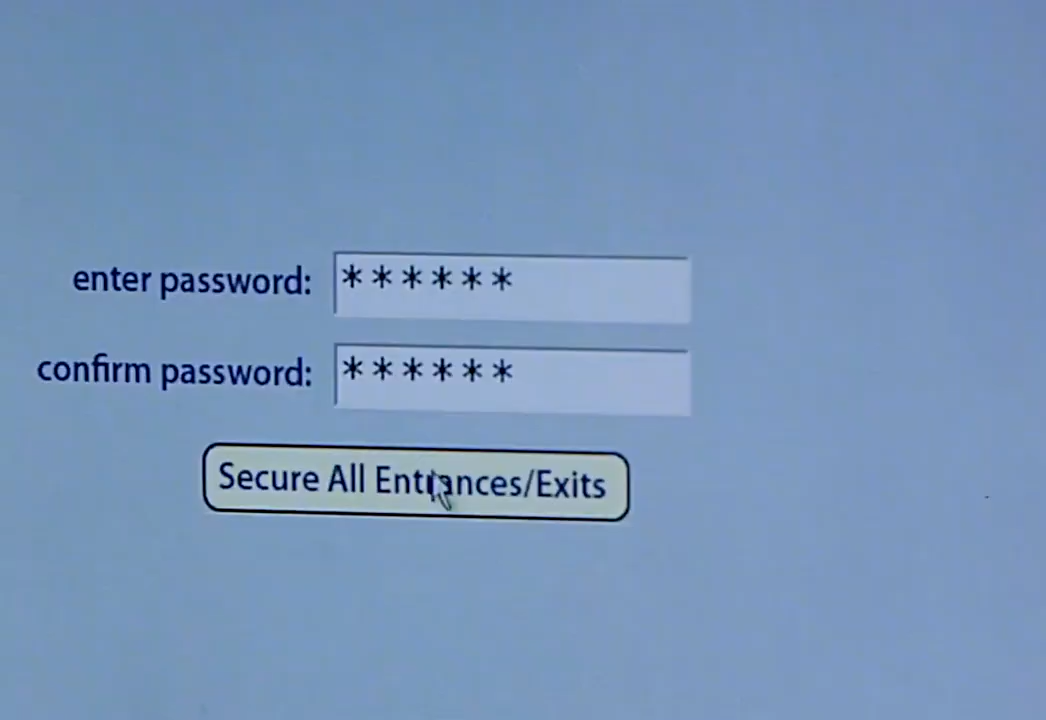 enter password: ******
confirm password: ******
Secure All Entrances/Exits